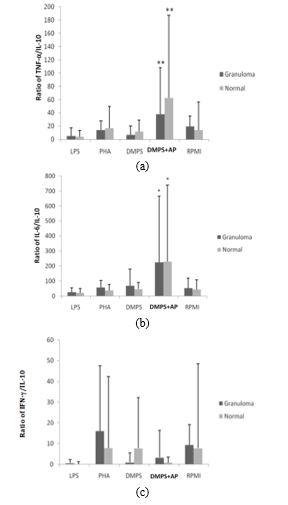 Ratio of TNF-α/IL-10
200
180
160
140
120
100
80
60
40
20
0
** **
Granuloma
Normal
LPS PHA DMPS DMPS+AP RPMI
(a)
Ratio of IL-6/IL-10
800
700
600
500
400
300
200
100
0
* *
Granuloma
Normal
LPS PHA DMPS DMPS+AP RPMI
(b)
Ratio of IFN-γ/IL-10
60
50
40
30
20
10
0
Granuloma
Normal
LPS PHA DMPS DMPS+AP RPMI
(c)